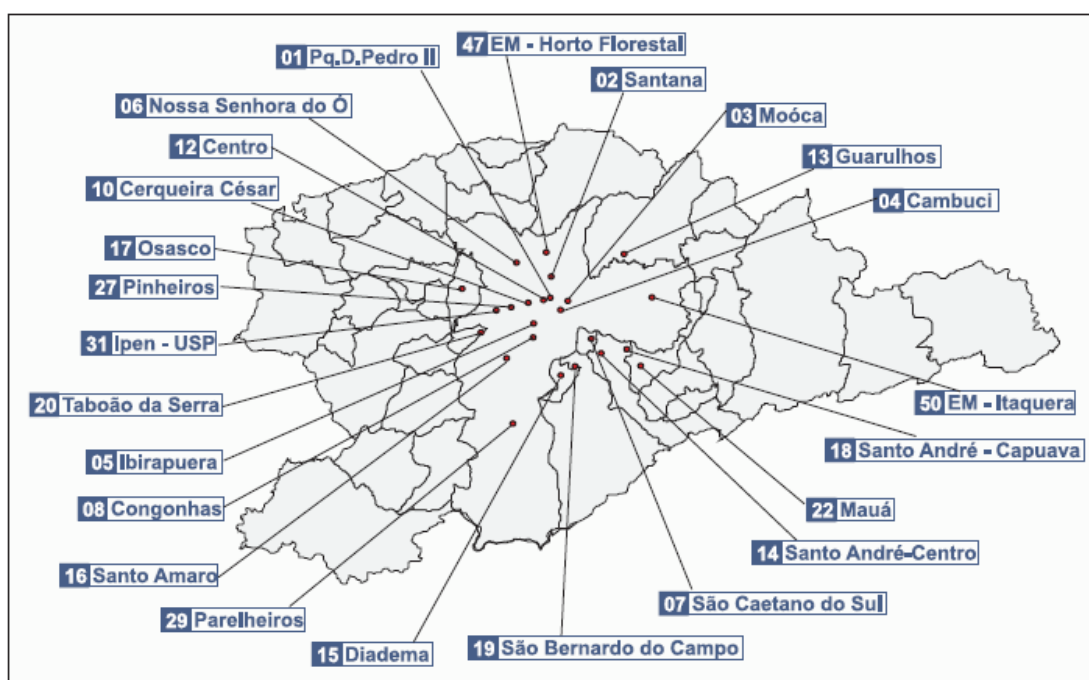 47 EM - Horto Florestal
01 Pq.D.Pedro II
02 Santana
06 Nossa Senhora do Ó
03 Moóca
12 Centro
13 Guarulhos
10 Cerqueira César
04 Cambuci
17 Osasco
27 Pinheiros
31 Ipen - USP
20 Taboão da Serra
50 EM - Itaquera
18 Santo André - Capuava
05 Ibirapuera
08 Congonhas
22 Mauá
14 Santo André-Centro
16 Santo Amaro
07 São Caetano do Sul
29 Parelheiros
19 São Bernardo do Campo
15 Diadema